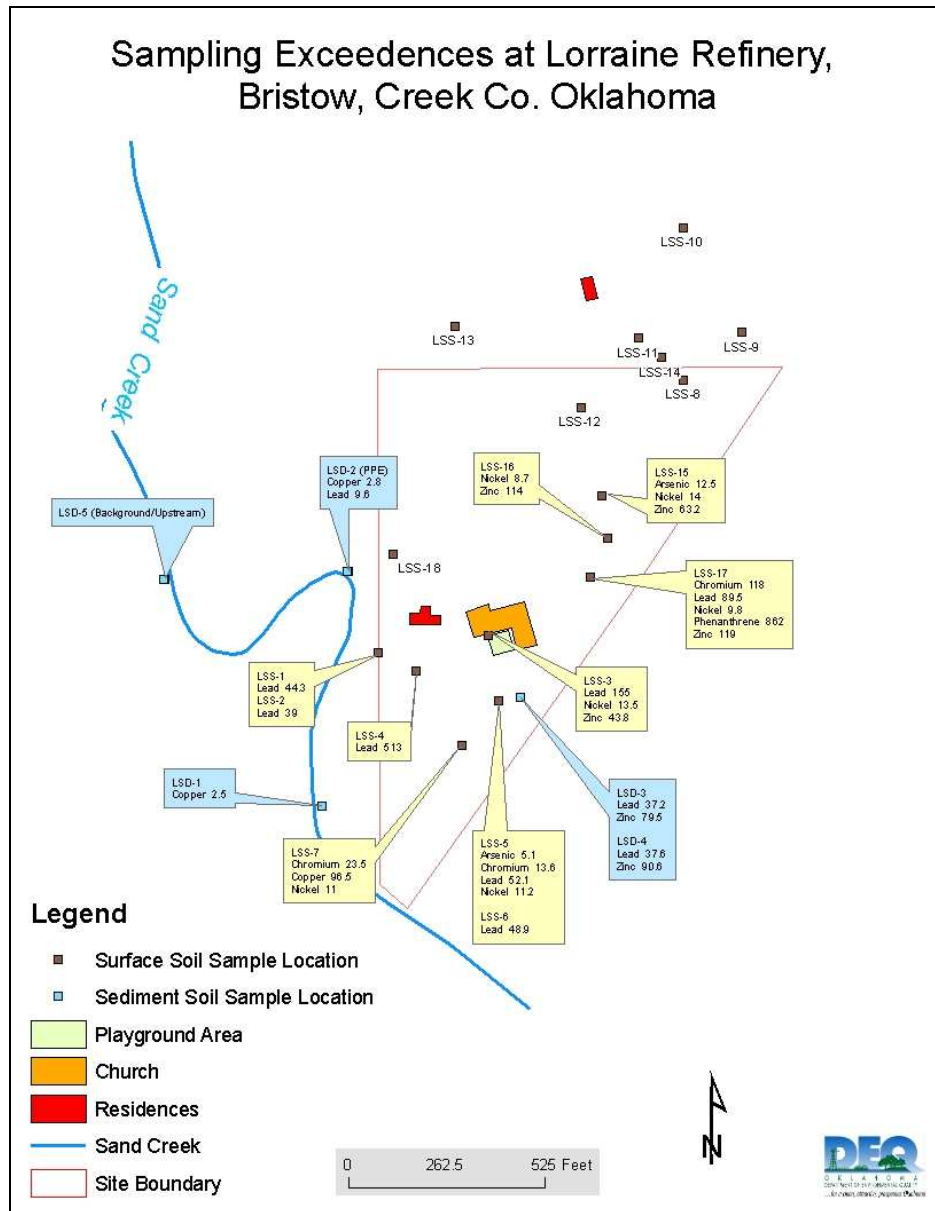 Sampling Exceedences at Lorraine Refinery,
Bristow, Creek Co. Oklahoma
Sand Creek
LSS-10
LSS-13
LSS-11
LSS-9
LSS-14
LSS-8
LSS-12
LSD-2 (PPE)
Copper 2.8
Lead 9.6
LSS-16
Nickel 8.7
Zinc 114
LSS-15
Arsenic 12.5
Nickel 14
Zinc 63.2
LSD-5 (Background/Upstream)
LSS-18
LSS-17
Chromium 118
Lead 89.5
Nickel 9.8
Phenanthrene 862
Zinc 119
LSS-1
Lead 44.3
LSS-2
Lead 39
LSS-3
Lead 155
Nickel 13.5
Zinc 43.8
LSS-4
Lead 513
LSD-1
Copper 2.5
LSD-3
Lead 37.2
Zinc 79.5
LSD-4
Lead 37.6
Zinc 90.6
LSS-7
Chromium 23.5
Copper 96.5
Nickel 11
LSS-5
Arsenic 5.1
Chromium 13.6
Lead 52.1
Nickel 11.2
LSS-6
Lead 48.9
Legend
Surface Soil Sample Location
Sediment Soil Sample Location
Playground Area
Church
Residences
Sand Creek
Site Boundary
0 262.5 525 Feet
N
DEQ
OKLAHOMA
DEPARTMENT OF ENVIRONMENTAL QUALITY